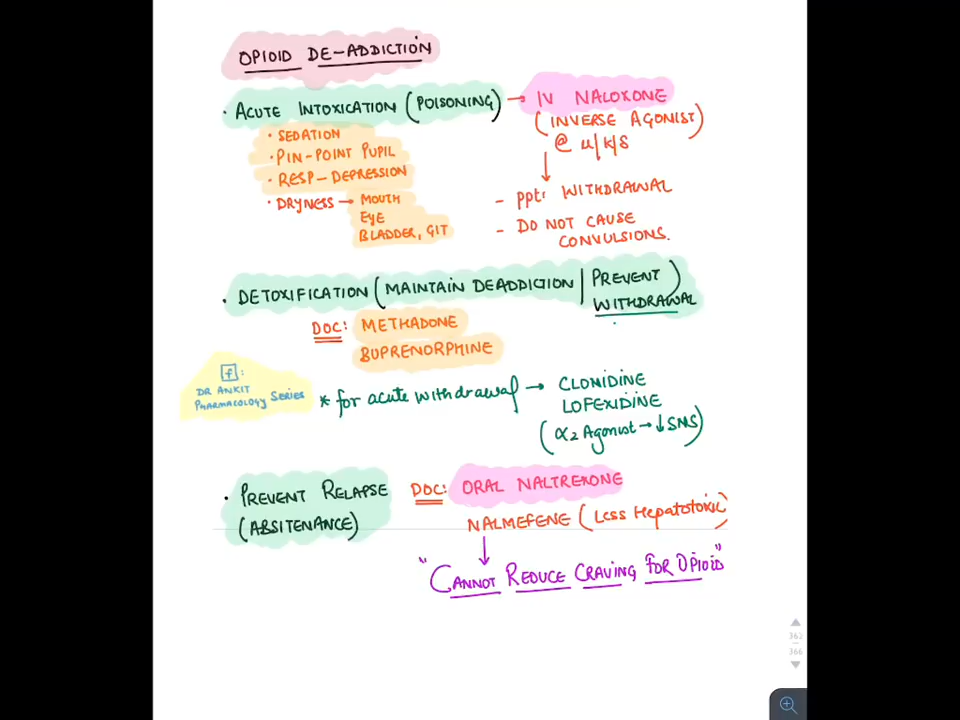 OPIOID DE-ADDICTION
· ACUTE INTOXICATION (POISONING) → IV NALOXONE
(INVERSE AGONIST)
@ μ/κ/δ
· SEDATION
· PIN-POINT PUPIL
· RESP-DEPRESSION
· DRYNESS → MOUTH
EYE
BLADDER, GIT
- ppt: WITHDRAWAL
- DO NOT CAUSE
CONVULSIONS.
· DETOXIFICATION (MAINTAIN DEADDICTION | PREVENT
WITHDRAWAL)
DOC: METHADONE
BUPRENORPHINE
f:
DR ANKIT
PHARMACOLOGY SERIES
* for acute withdrawal → CLONIDINE
LOFEXIDINE
(α2 Agonist → ↓ SNS)
· PREVENT RELAPSE
(ABSITENANCE)
DOC: ORAL NALTREXONE
NALMEFENE (Less Hepatotoxic)
↓
"CANNOT REDUCE CRAVING FOR OPIOID"
362
366